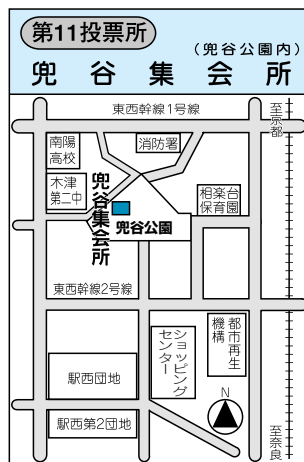 第11投票所
(兜谷公園内)
兜谷集会所
東西幹線1号線
至京都
南陽
高校
消防署
木津
第二中
兜谷集会所
兜谷公園
相楽台
保育園
東西幹線2号線
ショッピング
センター
都市再生
機構
駅西団地
駅西第2団地
N
至奈良